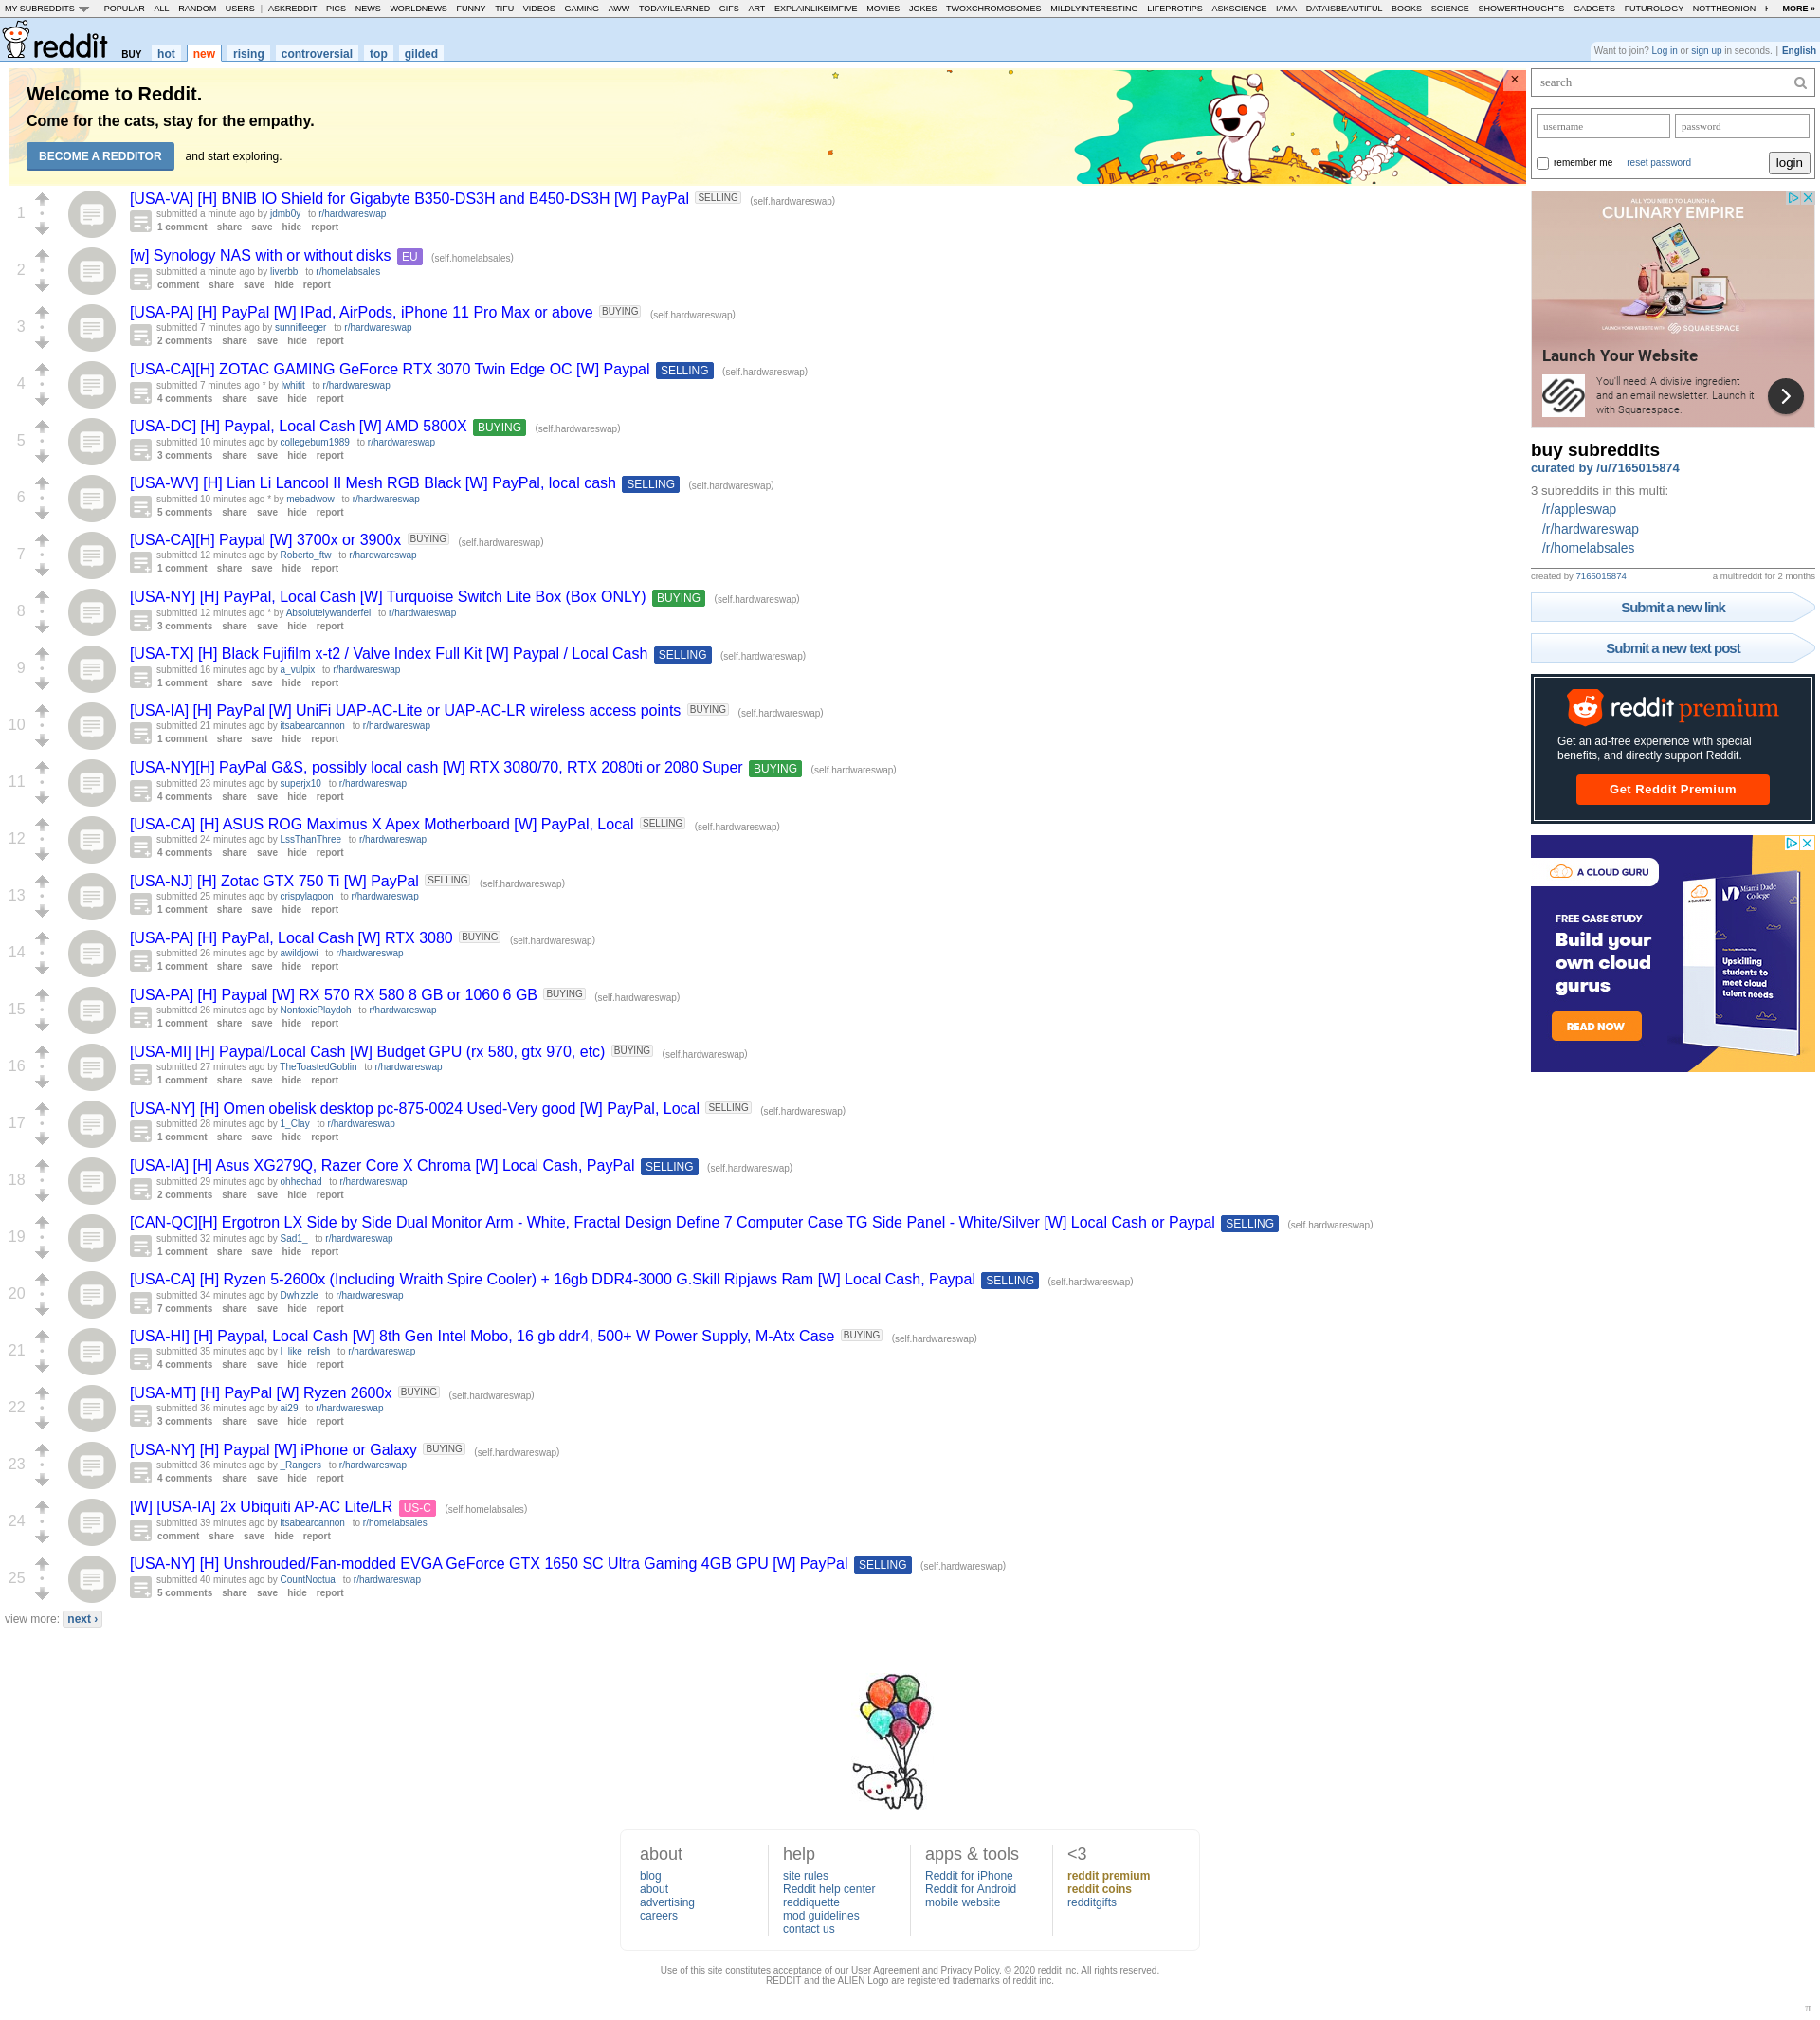 MY SUBREDDITS POPULAR - ALL - RANDOM - USERS | ASKREDDIT - PICS - NEWS - WORLDNEWS - FUNNY - TIFU - VIDEOS - GAMING - AWW - TODAYILEARNED - GIFS - ART - EXPLAINLIKEIMFIVE - MOVIES - JOKES - TWOXCHROMOSOMES - MILDLYINTERESTING - LIFEPROTIPS - ASKSCIENCE - IAMA - DATAISBEAUTIFUL - BOOKS - SCIENCE - SHOWERTHOUGHTS - GADGETS - FUTUROLOGY - NOTTHEONION - MORE »
reddit BUY hot new rising controversial top gilded
Want to join? Log in or sign up in seconds. | English
Welcome to Reddit.
Come for the cats, stay for the empathy.
BECOME A REDDITOR and start exploring.
1
[USA-VA] [H] BNIB IO Shield for Gigabyte B350-DS3H and B450-DS3H [W] PayPal SELLING (self.hardwareswap)
submitted a minute ago by jdmb0y to r/hardwareswap
1 comment share save hide report
2
[w] Synology NAS with or without disks EU (self.homelabsales)
submitted a minute ago by liverbb to r/homelabsales
comment share save hide report
3
[USA-PA] [H] PayPal [W] IPad, AirPods, iPhone 11 Pro Max or above BUYING (self.hardwareswap)
submitted 7 minutes ago by sunnifleeger to r/hardwareswap
2 comments share save hide report
4
[USA-CA][H] ZOTAC GAMING GeForce RTX 3070 Twin Edge OC [W] Paypal SELLING (self.hardwareswap)
submitted 7 minutes ago * by lwhitit to r/hardwareswap
4 comments share save hide report
5
[USA-DC] [H] Paypal, Local Cash [W] AMD 5800X BUYING (self.hardwareswap)
submitted 10 minutes ago by collegebum1989 to r/hardwareswap
3 comments share save hide report
6
[USA-WV] [H] Lian Li Lancool II Mesh RGB Black [W] PayPal, local cash SELLING (self.hardwareswap)
submitted 10 minutes ago * by mebadwow to r/hardwareswap
5 comments share save hide report
7
[USA-CA][H] Paypal [W] 3700x or 3900x BUYING (self.hardwareswap)
submitted 12 minutes ago by Roberto_ftw to r/hardwareswap
1 comment share save hide report
8
[USA-NY] [H] PayPal, Local Cash [W] Turquoise Switch Lite Box (Box ONLY) BUYING (self.hardwareswap)
submitted 12 minutes ago * by Absolutelywanderfel to r/hardwareswap
3 comments share save hide report
9
[USA-TX] [H] Black Fujifilm x-t2 / Valve Index Full Kit [W] Paypal / Local Cash SELLING (self.hardwareswap)
submitted 16 minutes ago by a_vulpix to r/hardwareswap
1 comment share save hide report
10
[USA-IA] [H] PayPal [W] UniFi UAP-AC-Lite or UAP-AC-LR wireless access points BUYING (self.hardwareswap)
submitted 21 minutes ago by itsabearcannon to r/hardwareswap
1 comment share save hide report
11
[USA-NY][H] PayPal G&S, possibly local cash [W] RTX 3080/70, RTX 2080ti or 2080 Super BUYING (self.hardwareswap)
submitted 23 minutes ago by superjx10 to r/hardwareswap
4 comments share save hide report
12
[USA-CA] [H] ASUS ROG Maximus X Apex Motherboard [W] PayPal, Local SELLING (self.hardwareswap)
submitted 24 minutes ago by LssThanThree to r/hardwareswap
4 comments share save hide report
13
[USA-NJ] [H] Zotac GTX 750 Ti [W] PayPal SELLING (self.hardwareswap)
submitted 25 minutes ago by crispylagoon to r/hardwareswap
1 comment share save hide report
14
[USA-PA] [H] PayPal, Local Cash [W] RTX 3080 BUYING (self.hardwareswap)
submitted 26 minutes ago by awildjowi to r/hardwareswap
1 comment share save hide report
15
[USA-PA] [H] Paypal [W] RX 570 RX 580 8 GB or 1060 6 GB BUYING (self.hardwareswap)
submitted 26 minutes ago by NontoxicPlaydoh to r/hardwareswap
1 comment share save hide report
16
[USA-MI] [H] Paypal/Local Cash [W] Budget GPU (rx 580, gtx 970, etc) BUYING (self.hardwareswap)
submitted 27 minutes ago by TheToastedGoblin to r/hardwareswap
1 comment share save hide report
17
[USA-NY] [H] Omen obelisk desktop pc-875-0024 Used-Very good [W] PayPal, Local SELLING (self.hardwareswap)
submitted 28 minutes ago by 1_Clay to r/hardwareswap
1 comment share save hide report
18
[USA-IA] [H] Asus XG279Q, Razer Core X Chroma [W] Local Cash, PayPal SELLING (self.hardwareswap)
submitted 29 minutes ago by ohhechad to r/hardwareswap
2 comments share save hide report
19
[CAN-QC][H] Ergotron LX Side by Side Dual Monitor Arm - White, Fractal Design Define 7 Computer Case TG Side Panel - White/Silver [W] Local Cash or Paypal SELLING (self.hardwareswap)
submitted 32 minutes ago by Sad1_ to r/hardwareswap
1 comment share save hide report
20
[USA-CA] [H] Ryzen 5-2600x (Including Wraith Spire Cooler) + 16gb DDR4-3000 G.Skill Ripjaws Ram [W] Local Cash, Paypal SELLING (self.hardwareswap)
submitted 34 minutes ago by Dwhizzle to r/hardwareswap
7 comments share save hide report
21
[USA-HI] [H] Paypal, Local Cash [W] 8th Gen Intel Mobo, 16 gb ddr4, 500+ W Power Supply, M-Atx Case BUYING (self.hardwareswap)
submitted 35 minutes ago by I_like_relish to r/hardwareswap
4 comments share save hide report
22
[USA-MT] [H] PayPal [W] Ryzen 2600x BUYING (self.hardwareswap)
submitted 36 minutes ago by ai29 to r/hardwareswap
3 comments share save hide report
23
[USA-NY] [H] Paypal [W] iPhone or Galaxy BUYING (self.hardwareswap)
submitted 36 minutes ago by _Rangers to r/hardwareswap
4 comments share save hide report
24
[W] [USA-IA] 2x Ubiquiti AP-AC Lite/LR US-C (self.homelabsales)
submitted 39 minutes ago by itsabearcannon to r/homelabsales
comment share save hide report
25
[USA-NY] [H] Unshrouded/Fan-modded EVGA GeForce GTX 1650 SC Ultra Gaming 4GB GPU [W] PayPal SELLING (self.hardwareswap)
submitted 40 minutes ago by CountNoctua to r/hardwareswap
5 comments share save hide report
view more: next ›
search
username password
remember me reset password login
ALL YOU NEED TO LAUNCH A
CULINARY EMPIRE
LAUNCH YOUR WEBSITE WITH SQUARESPACE
Launch Your Website
You'll need: A divisive ingredient
and an email newsletter. Launch it
with Squarespace.
buy subreddits
curated by /u/7165015874
3 subreddits in this multi:
/r/appleswap
/r/hardwareswap
/r/homelabsales
created by 7165015874 a multireddit for 2 months
Submit a new link
Submit a new text post
reddit premium
Get an ad-free experience with special
benefits, and directly support Reddit.
Get Reddit Premium
A CLOUD GURU
FREE CASE STUDY
Build your
own cloud
gurus
READ NOW
A CLOUD GURU
Miami Dade
College
Upskilling
students to
meet cloud
talent needs
about
blog
about
advertising
careers
help
site rules
Reddit help center
reddiquette
mod guidelines
contact us
apps & tools
Reddit for iPhone
Reddit for Android
mobile website
<3
reddit premium
reddit coins
redditgifts
Use of this site constitutes acceptance of our User Agreement and Privacy Policy. © 2020 reddit inc. All rights reserved.
REDDIT and the ALIEN Logo are registered trademarks of reddit inc.
π